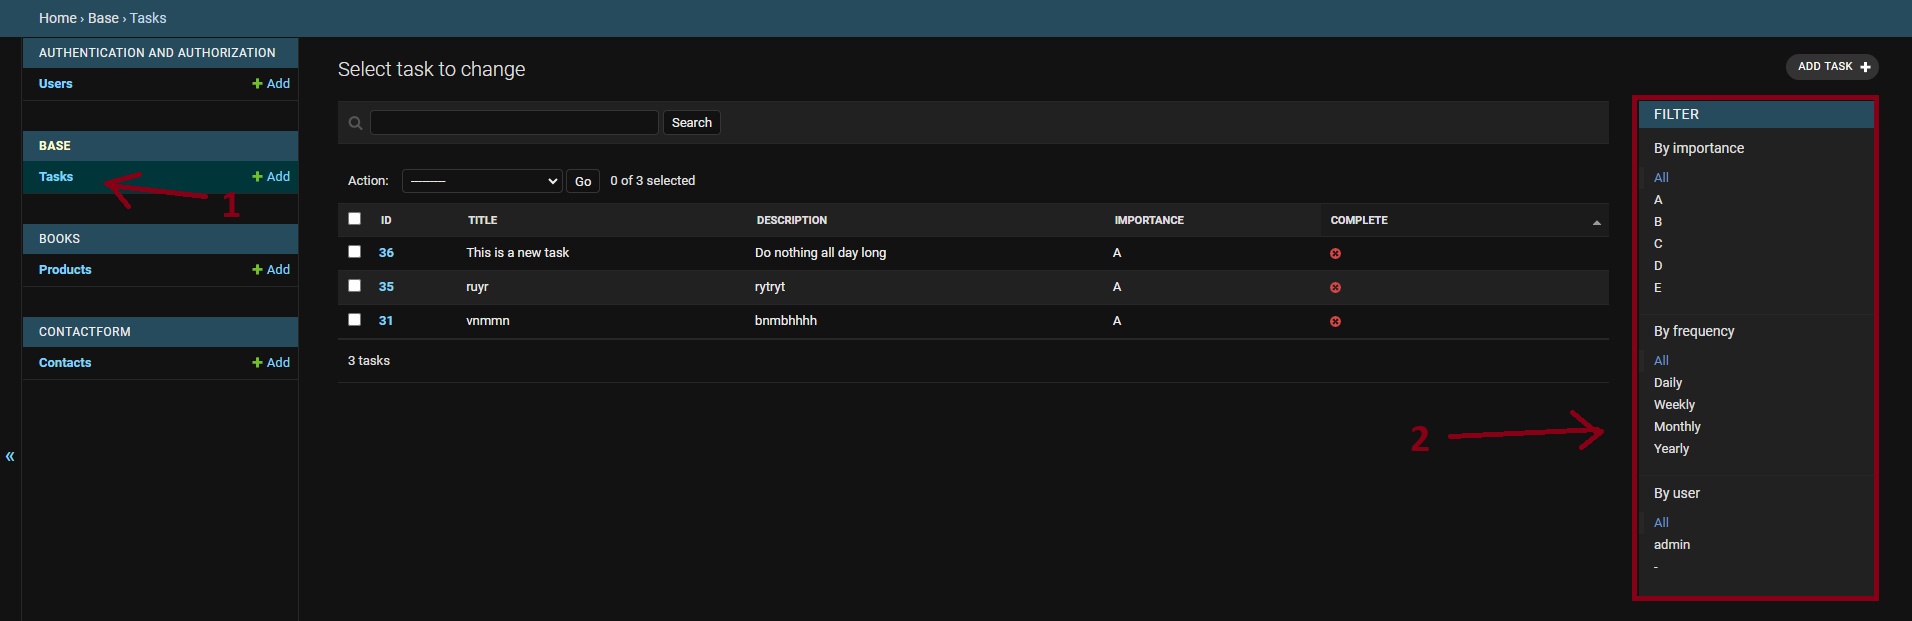 Home › Base › Tasks
AUTHENTICATION AND AUTHORIZATION
Users + Add
BASE
Tasks + Add
1
BOOKS
Products + Add
CONTACTFORM
Contacts + Add
«
Select task to change
ADD TASK +
Search
Action: --------- Go 0 of 3 selected
ID TITLE DESCRIPTION IMPORTANCE COMPLETE
36 This is a new task Do nothing all day long A
35 ruyr rytryt A
31 vnmmn bnmbhhhh A
3 tasks
2
FILTER
By importance
All
A
B
C
D
E
By frequency
All
Daily
Weekly
Monthly
Yearly
By user
All
admin
-